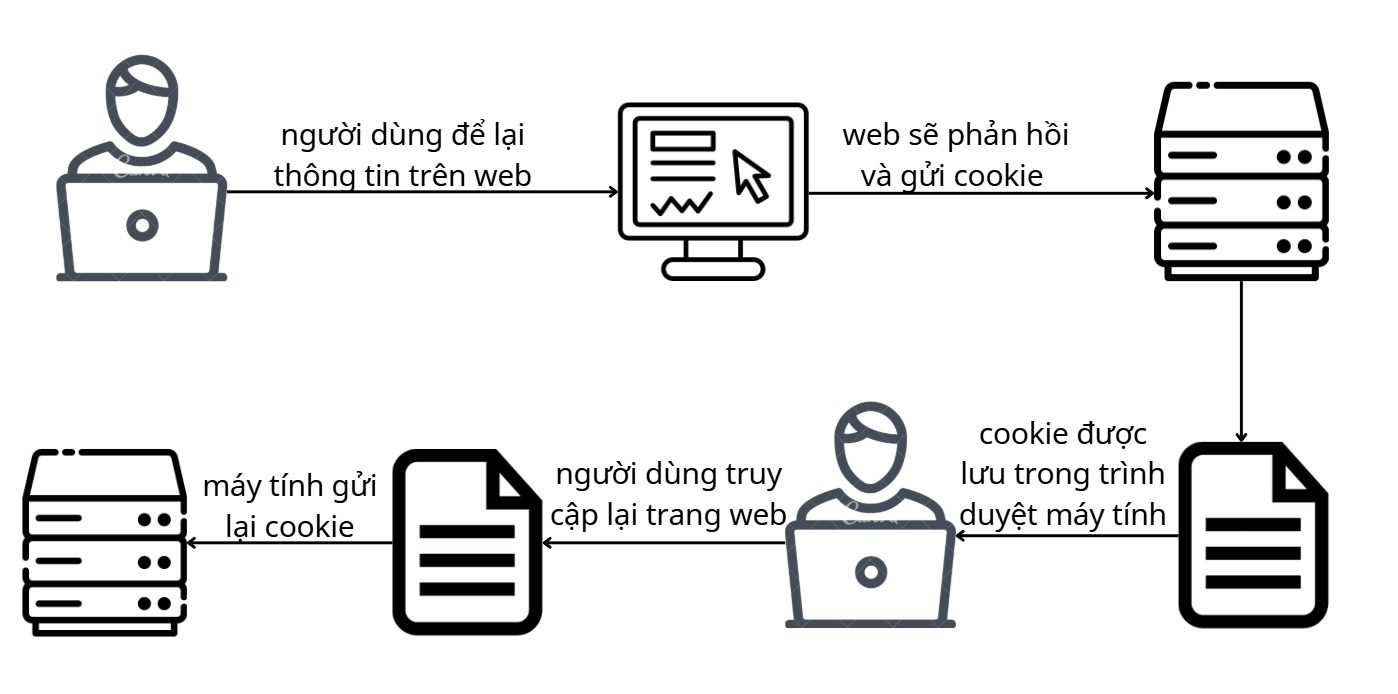 người dùng để lại
thông tin trên web
web sẽ phản hồi
và gửi cookie
cookie được
lưu trong trình
duyệt máy tính
người dùng truy
cập lại trang web
máy tính gửi
lại cookie